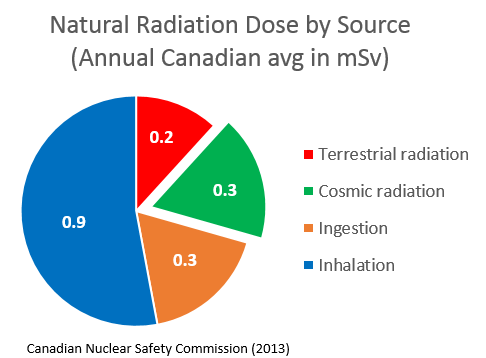 Natural Radiation Dose by Source
(Annual Canadian avg in mSv)
0.2
0.3
0.3
0.9
Terrestrial radiation
Cosmic radiation
Ingestion
Inhalation
Canadian Nuclear Safety Commission (2013)